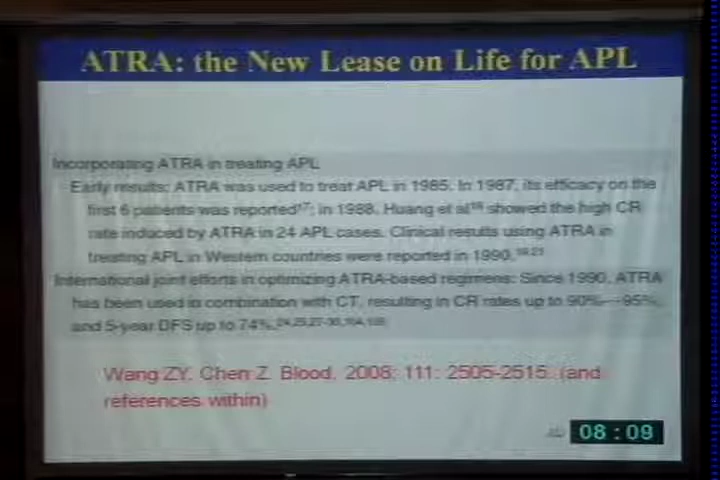 ATRA: the New Lease on Life for APL
Incorporating ATRA in treating APL
Early results: ATRA was used to treat APL in 1985. In 1987, its efficacy on the
first 6 patients was reported17; in 1988, Huang et al18 showed the high CR
rate induced by ATRA in 24 APL cases. Clinical results using ATRA in
treating APL in Western countries were reported in 1990.
International joint efforts in optimizing ATRA-based regimens: Since 1990, ATRA
has been used in combination with CT, resulting in CR rates up to 90%~95%
and 5-year DFS up to 74%.
Wang ZY, Chen Z. Blood. 2008; 111: 2505-2515. (and
references within)
08:09